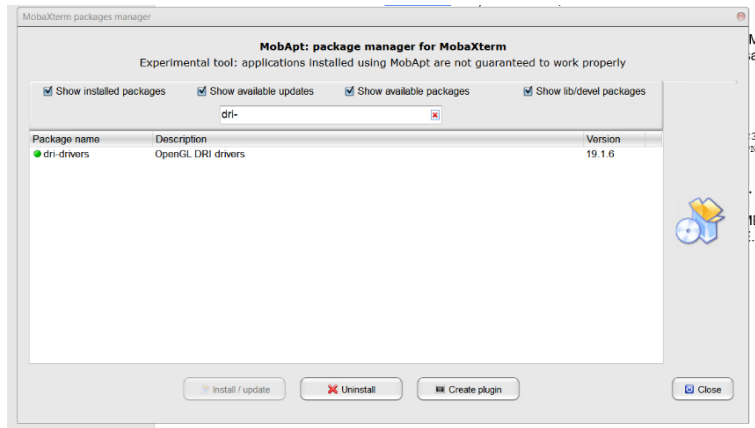 MobaXterm packages manager
MobApt: package manager for MobaXterm
Experimental tool: applications installed using MobApt are not guaranteed to work properly
Show installed packages Show available updates Show available packages Show lib/devel packages
dri-
Package name Description Version
dri-drivers OpenGL DRI drivers 19.1.6
Install / update Uninstall Create plugin Close